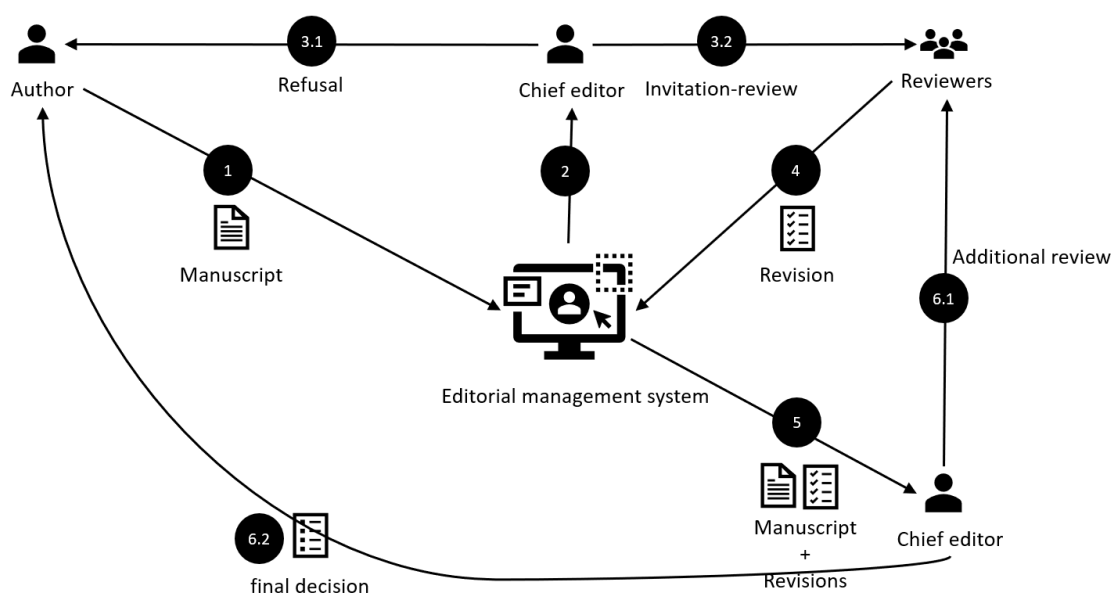 3.1
3.2
Author
Refusal
Chief editor
Invitation-review
Reviewers
1
2
4
Manuscript
Revision
Additional review
6.1
Editorial management system
5
Manuscript
+
Revisions
Chief editor
6.2
final decision